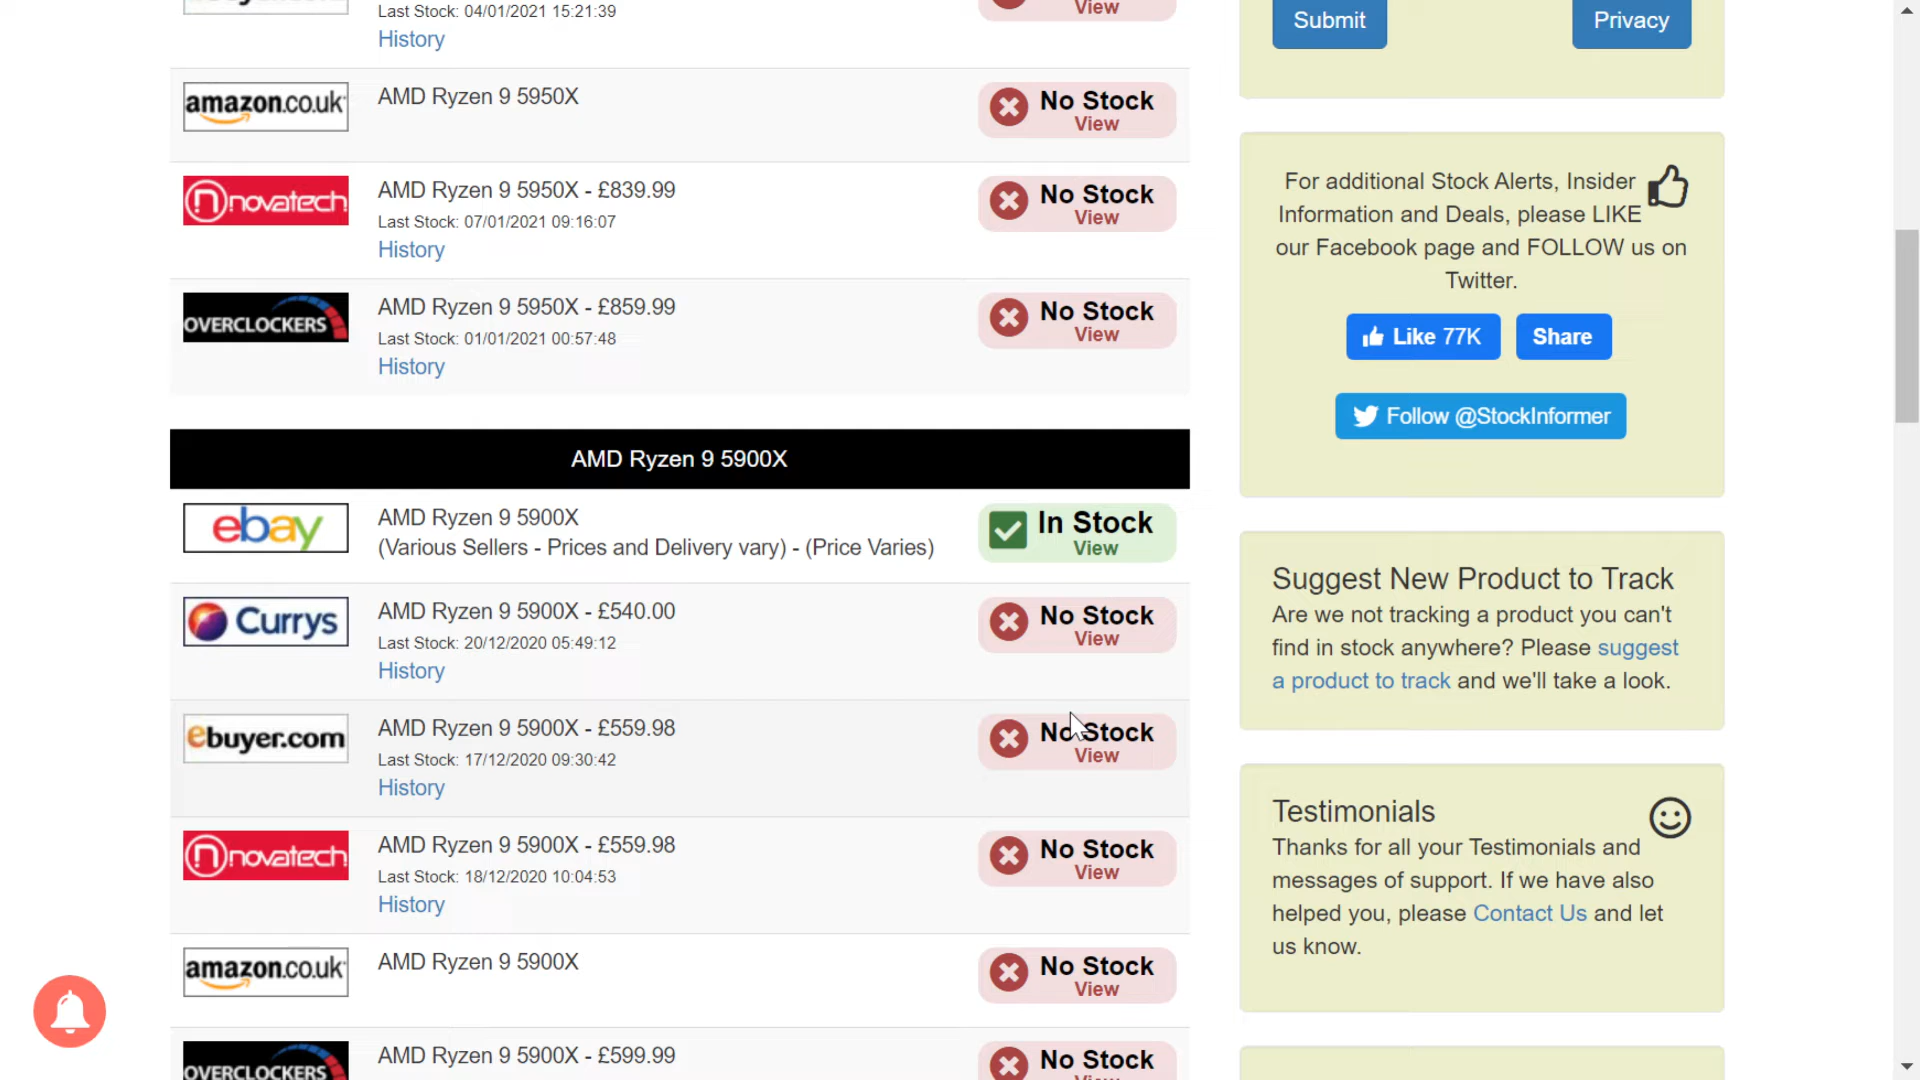 Last Stock: 04/01/2021 15:21:39
View
History
amazon.co.uk
AMD Ryzen 9 5950X
No Stock
View
novatech
AMD Ryzen 9 5950X - £839.99
Last Stock: 07/01/2021 09:16:07
History
No Stock
View
OVERCLOCKERS
AMD Ryzen 9 5950X - £859.99
Last Stock: 01/01/2021 00:57:48
History
No Stock
View
AMD Ryzen 9 5900X
ebay
AMD Ryzen 9 5900X
(Various Sellers - Prices and Delivery vary) - (Price Varies)
In Stock
View
Currys
AMD Ryzen 9 5900X - £540.00
Last Stock: 20/12/2020 05:49:12
History
No Stock
View
ebuyer.com
AMD Ryzen 9 5900X - £559.98
Last Stock: 17/12/2020 09:30:42
History
No Stock
View
novatech
AMD Ryzen 9 5900X - £559.98
Last Stock: 18/12/2020 10:04:53
History
No Stock
View
amazon.co.uk
AMD Ryzen 9 5900X
No Stock
View
OVERCLOCKERS
AMD Ryzen 9 5900X - £599.99
No Stock
Submit
Privacy
For additional Stock Alerts, Insider
Information and Deals, please LIKE
our Facebook page and FOLLOW us on
Twitter.
Like 77K
Share
Follow @StockInformer
Suggest New Product to Track
Are we not tracking a product you can't
find in stock anywhere? Please suggest
a product to track and we'll take a look.
Testimonials
Thanks for all your Testimonials and
messages of support. If we have also
helped you, please Contact Us and let
us know.